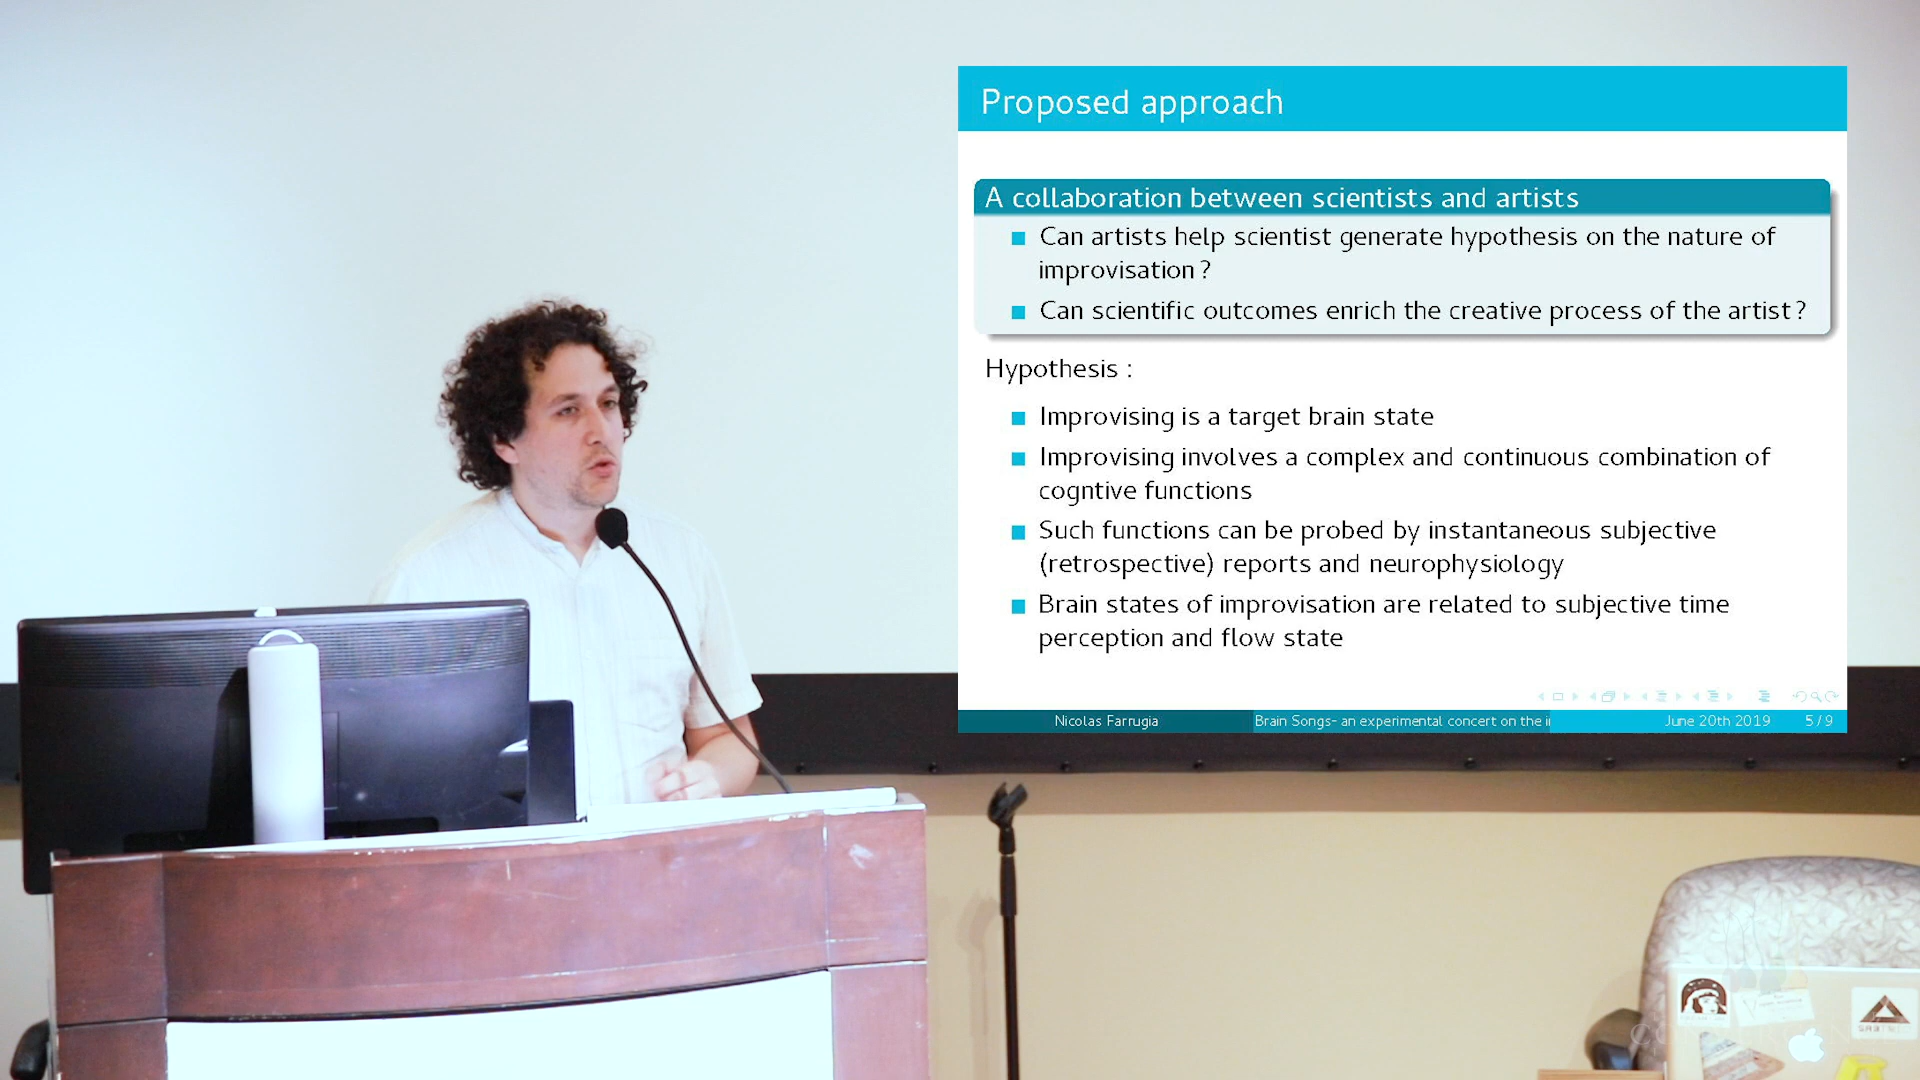 Proposed approach
A collaboration between scientists and artists
Can artists help scientist generate hypothesis on the nature of
improvisation ?
Can scientific outcomes enrich the creative process of the artist ?
Hypothesis :
Improvising is a target brain state
Improvising involves a complex and continuous combination of
cogntive functions
Such functions can be probed by instantaneous subjective
(retrospective) reports and neurophysiology
Brain states of improvisation are related to subjective time
perception and flow state
Nicolas Farrugia
Brain Songs- an experimental concert on the i
June 20th 2019
5 / 9